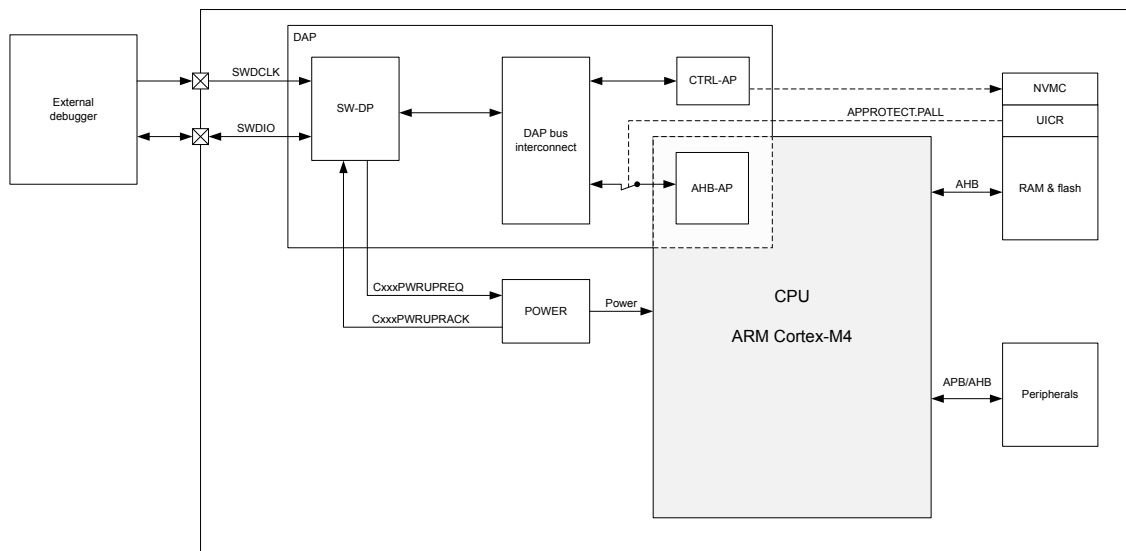 DAP
External
debugger
SWDCLK
SWDIO
SW-DP
DAP bus
interconnect
CTRL-AP
AHB-AP
NVMC
UICR
RAM & flash
APPROTECT.PALL
AHB
CxxxPWRUPREQ
CxxxPWRUPRACK
POWER
Power
CPU
ARM Cortex-M4
APB/AHB
Peripherals